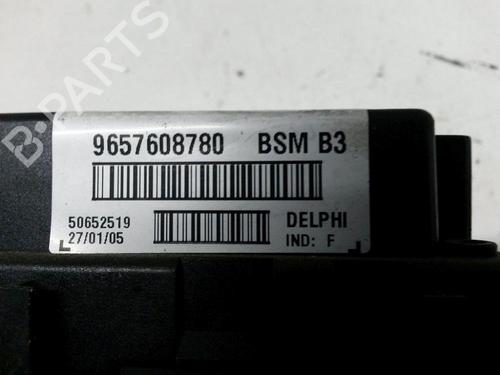 B-PARTS
9657608780 BSM B3
50652519 DELPHI
27/01/05 IND: F